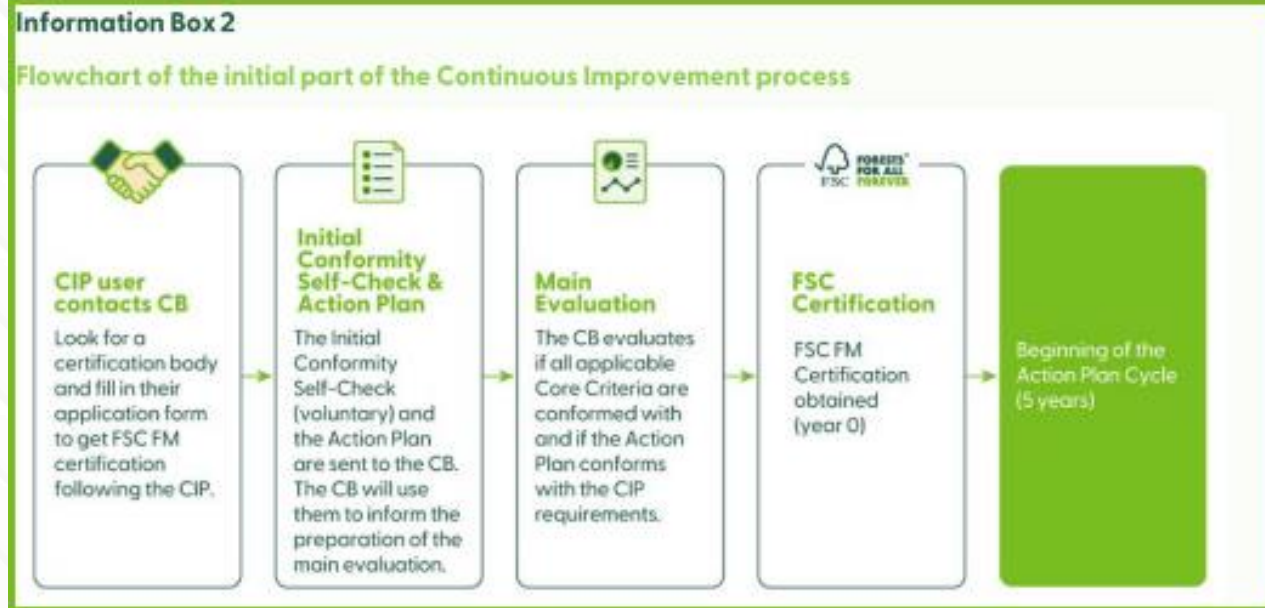 Information Box 2
Flowchart of the initial part of the Continuous Improvement process
CIP user
contacts CB
Look for a
certification body
and fill in their
application form
to get FSC FM
certification
following the CIP.
Initial
Conformity
Self-Check &
Action Plan
The Initial
Conformity
Self-Check
(voluntary) and
the Action Plan
are sent to the CB.
The CB will use
them to inform the
preparation of the
main evaluation.
Main
Evaluation
The CB evaluates
if all applicable
Core Criteria are
conformed with
and if the Action
Plan conforms
with the CIP
requirements.
FSC
FORESTS
FOR ALL
FOREVER
FSC
Certification
FSC FM
Certification
obtained
(year 0)
Beginning of the
Action Plan Cycle
(5 years)